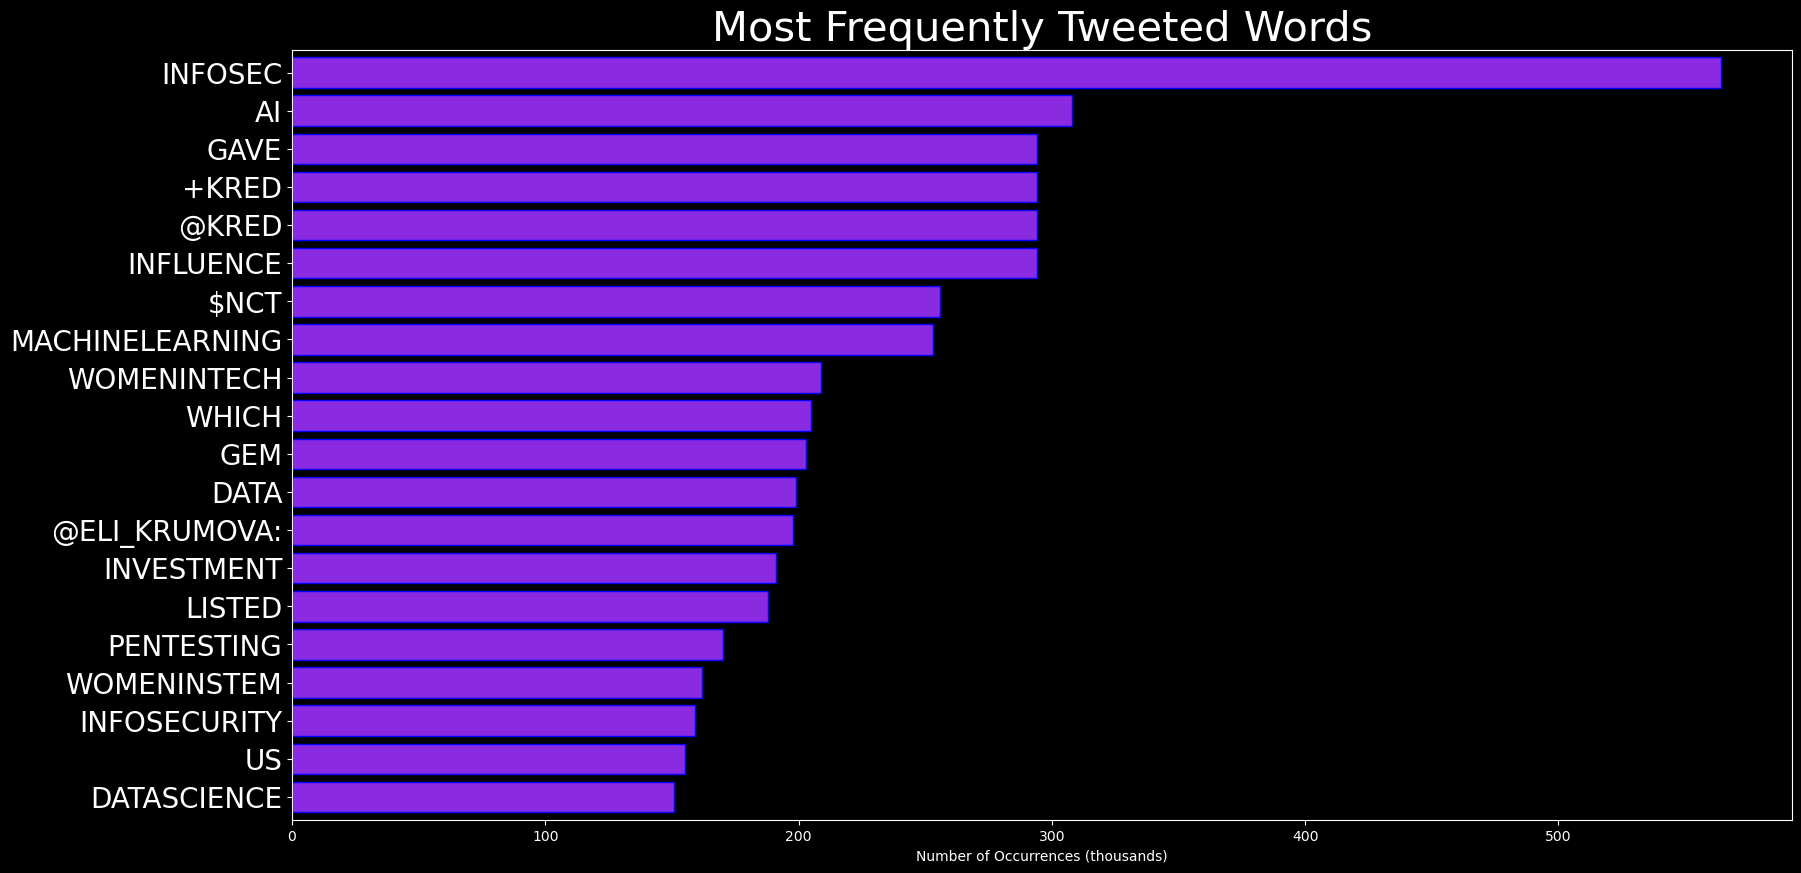 Most Frequently Tweeted Words
INFOSEC
AI
GAVE
+KRED
@KRED
INFLUENCE
$NCT
MACHINELEARNING
WOMENINTECH
WHICH
GEM
DATA
@ELI_KRUMOVA:
INVESTMENT
LISTED
PENTESTING
WOMENINSTEM
INFOSECURITY
US
DATASCIENCE
0 100 200 300 400 500
Number of Occurrences (thousands)